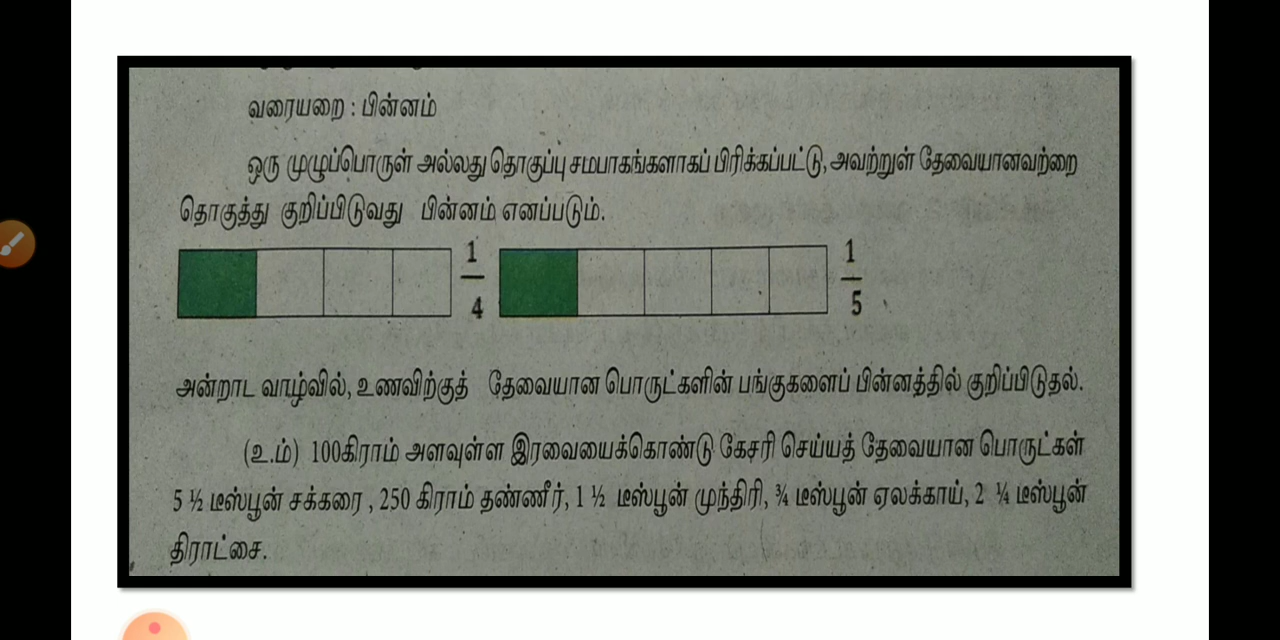 வரையறை : பின்னம்
ஒரு முழுப்பொருள் அல்லது தொகுப்பு சமபாகங்களாகப் பிரிக்கப்பட்டு, அவற்றுள் தேவையானவற்றை
தொகுத்து குறிப்பிடுவது பின்னம் எனப்படும்.
1/4 1/5
அன்றாட வாழ்வில், உணவிற்குத் தேவையான பொருட்களின் பங்குகளைப் பின்னத்தில் குறிப்பிடுதல்.
(உ.ம்) 100கிராம் அளவுள்ள இரவையைக்கொண்டு கேசரி செய்யத் தேவையான பொருட்கள்
5 ½ டீஸ்பூன் சக்கரை , 250 கிராம் தண்ணீர், 1 ½ டீஸ்பூன் முந்திரி, ¾ டீஸ்பூன் ஏலக்காய், 2 ¼ டீஸ்பூன்
திராட்சை.